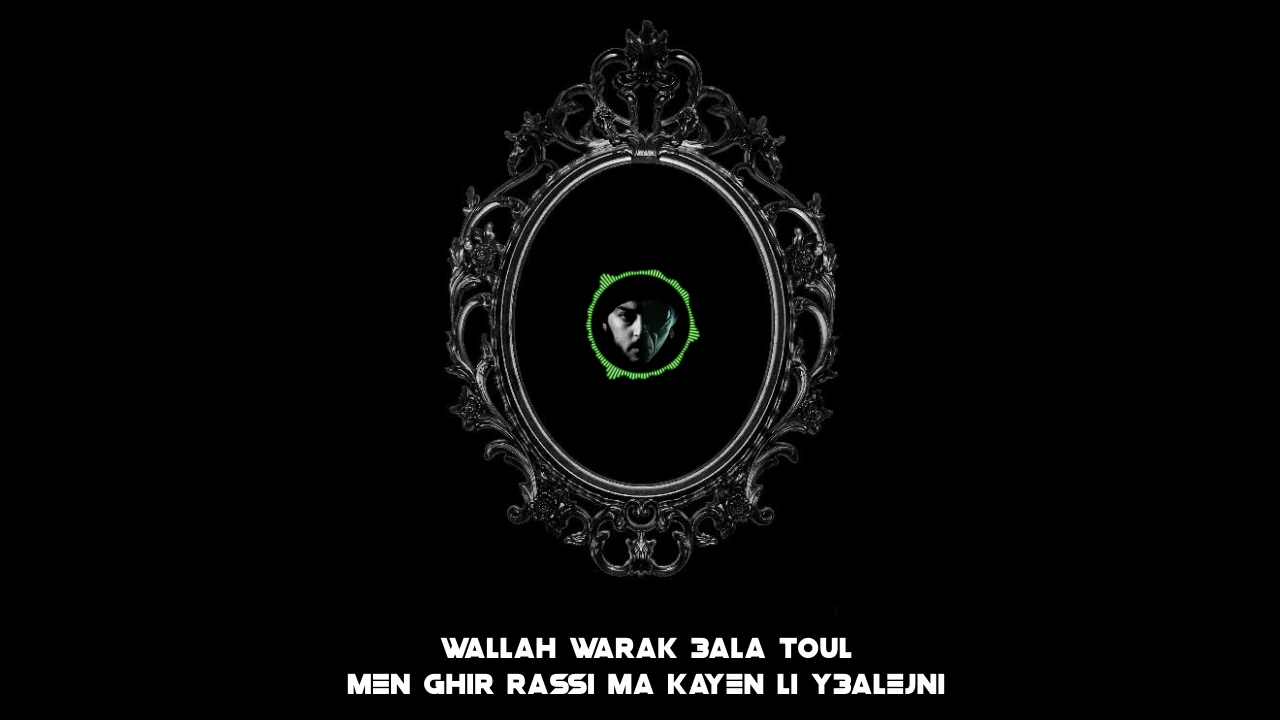 WALLAH WARAK 3ALA TOUL
MEN GHIR RASSI MA KAYEN LI Y3ALEJNI